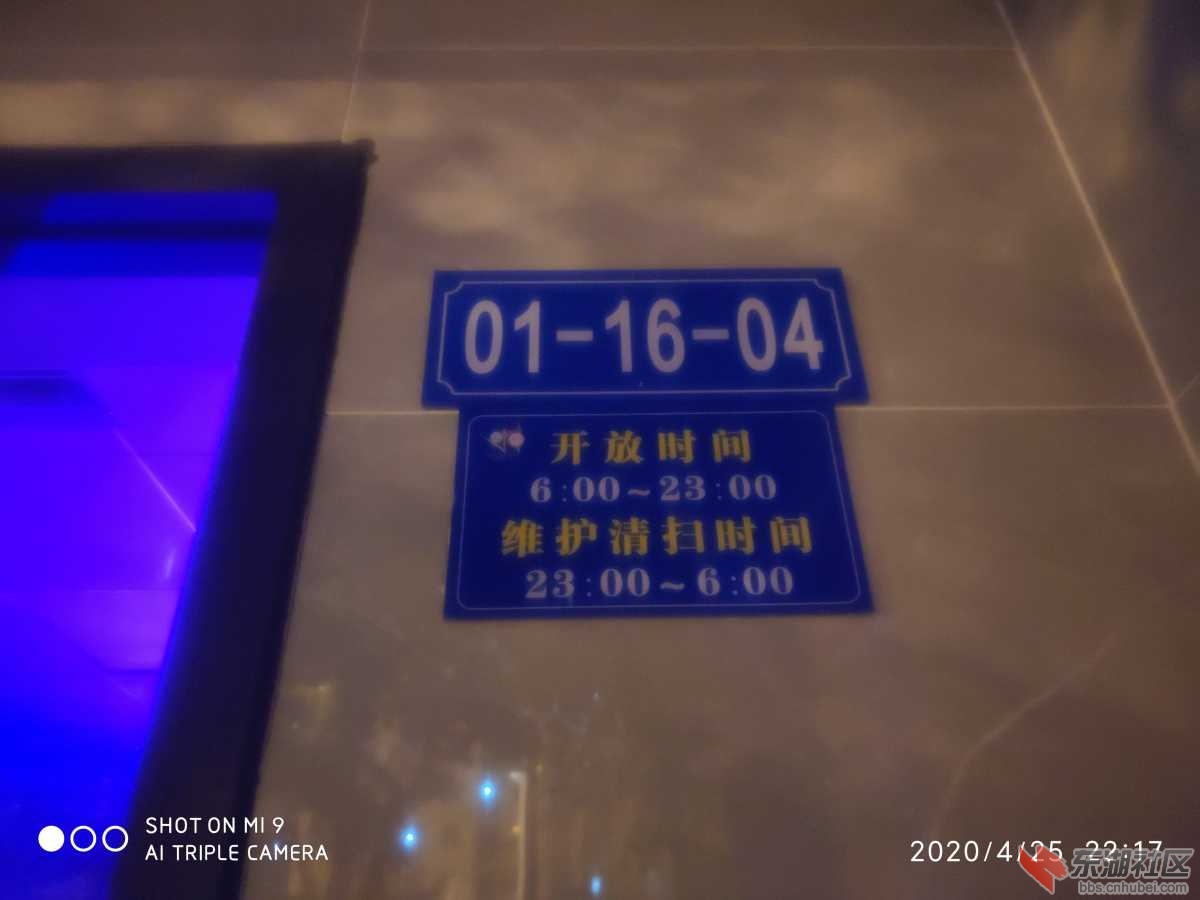 01-16-04
开放时间
6:00~23:00
维护清扫时间
23:00~6:00
SHOT ON MI 9
AI TRIPLE CAMERA
2020/4/25 22:17
东湖社区
bbs.cnhubei.com